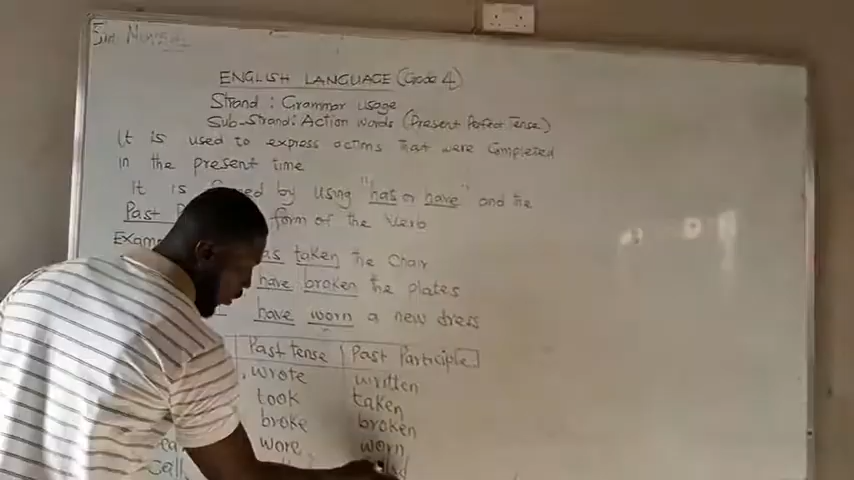 ENGLISH LANGUAGE (Grade 4)
Strand : Grammar usage
Sub-Strand: Action words (Present Perfect Tense)
It is used to express actions that were Completed
in the present time
It is by using "has or have" and the
Past form of the verb
taken the chair
have broken the plates
have worn a new dress
Past Tense Past Participle
wrote written
took taken
broke broken
wore worn
call